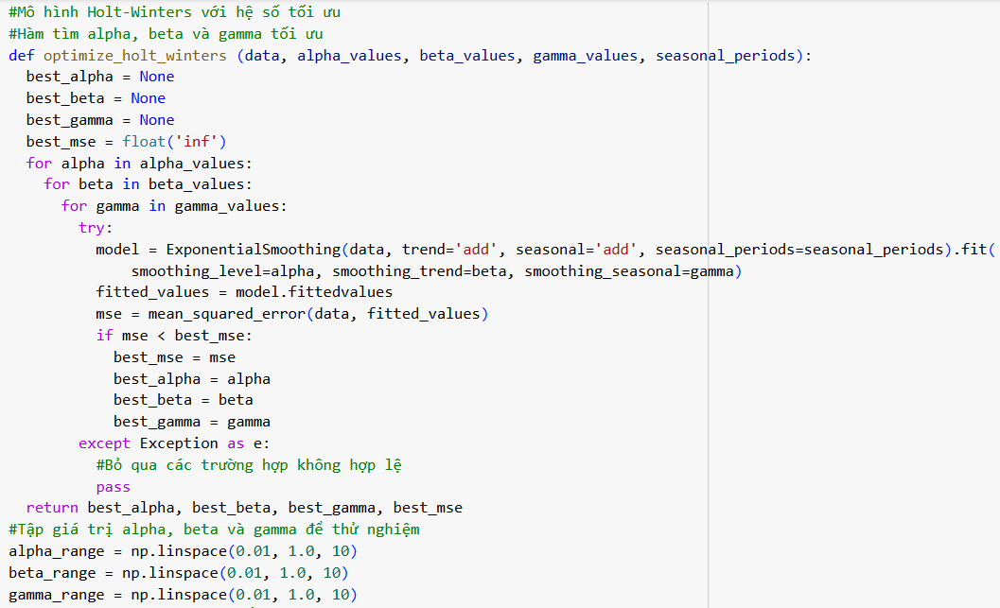 #Mô hình Holt-Winters với hệ số tối ưu
#Hàm tìm alpha, beta và gamma tối ưu
def optimize_holt_winters (data, alpha_values, beta_values, gamma_values, seasonal_periods):
  best_alpha = None
  best_beta = None
  best_gamma = None
  best_mse = float('inf')
  for alpha in alpha_values:
    for beta in beta_values:
      for gamma in gamma_values:
        try:
          model = ExponentialSmoothing(data, trend='add', seasonal='add', seasonal_periods=seasonal_periods).fit(
              smoothing_level=alpha, smoothing_trend=beta, smoothing_seasonal=gamma)
          fitted_values = model.fittedvalues
          mse = mean_squared_error(data, fitted_values)
          if mse < best_mse:
            best_mse = mse
            best_alpha = alpha
            best_beta = beta
            best_gamma = gamma
        except Exception as e:
          #Bỏ qua các trường hợp không hợp lệ
          pass
  return best_alpha, best_beta, best_gamma, best_mse
#Tập giá trị alpha, beta và gamma để thử nghiệm
alpha_range = np.linspace(0.01, 1.0, 10)
beta_range = np.linspace(0.01, 1.0, 10)
gamma_range = np.linspace(0.01, 1.0, 10)